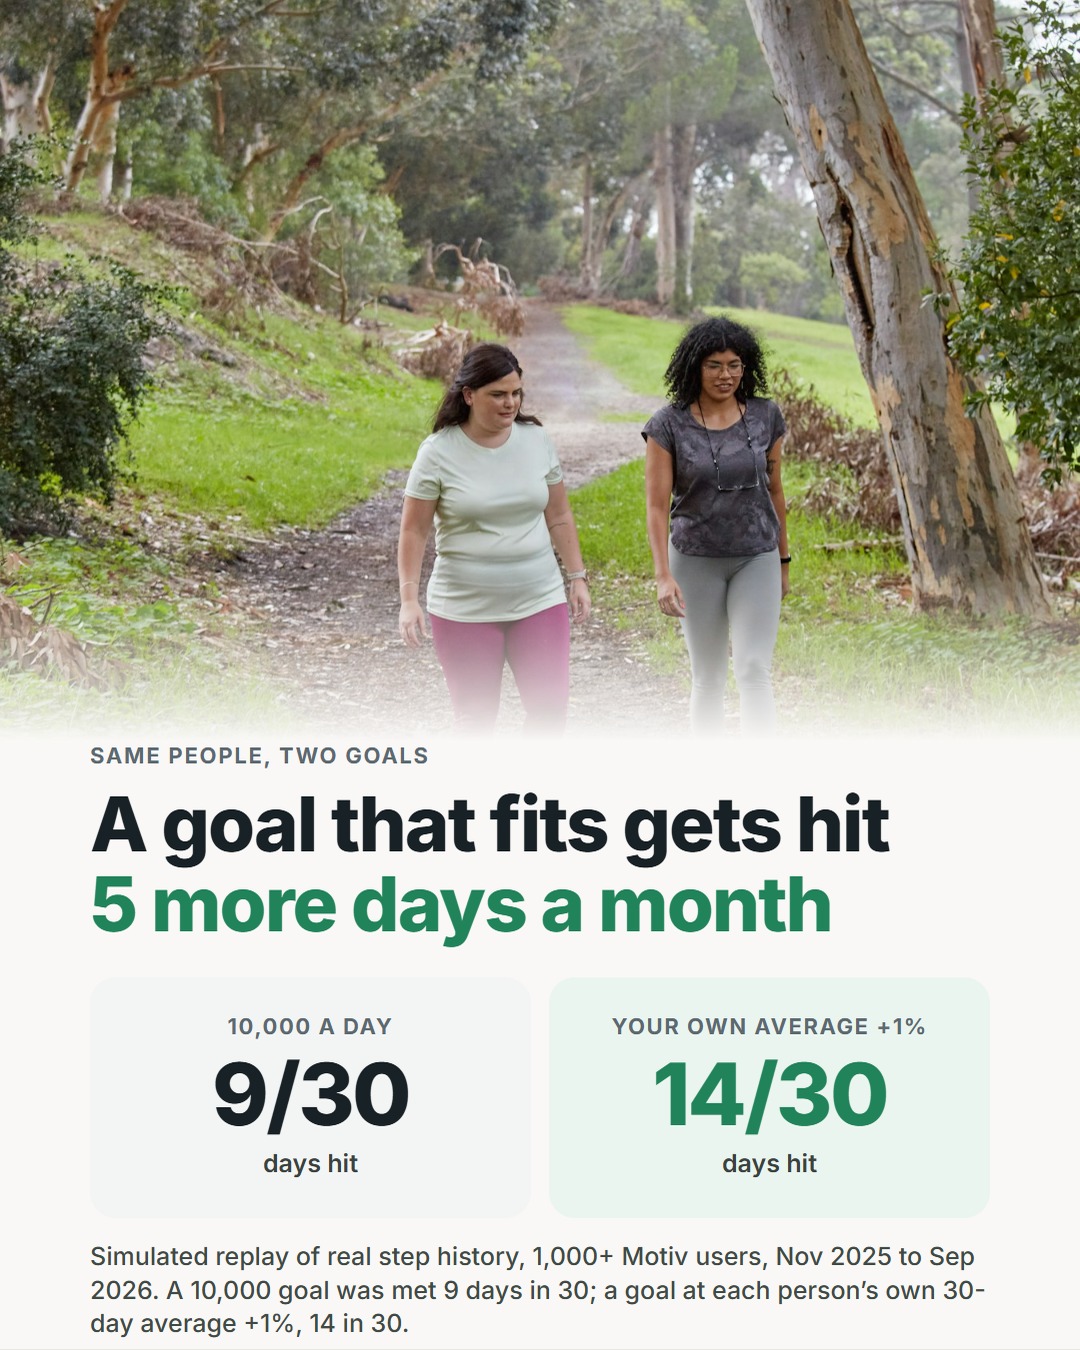 SAME PEOPLE, TWO GOALS
A goal that fits gets hit
5 more days a month
10,000 A DAY
9/30
days hit
YOUR OWN AVERAGE +1%
14/30
days hit
Simulated replay of real step history, 1,000+ Motiv users, Nov 2025 to Sep
2026. A 10,000 goal was met 9 days in 30; a goal at each person’s own 30-
day average +1%, 14 in 30.